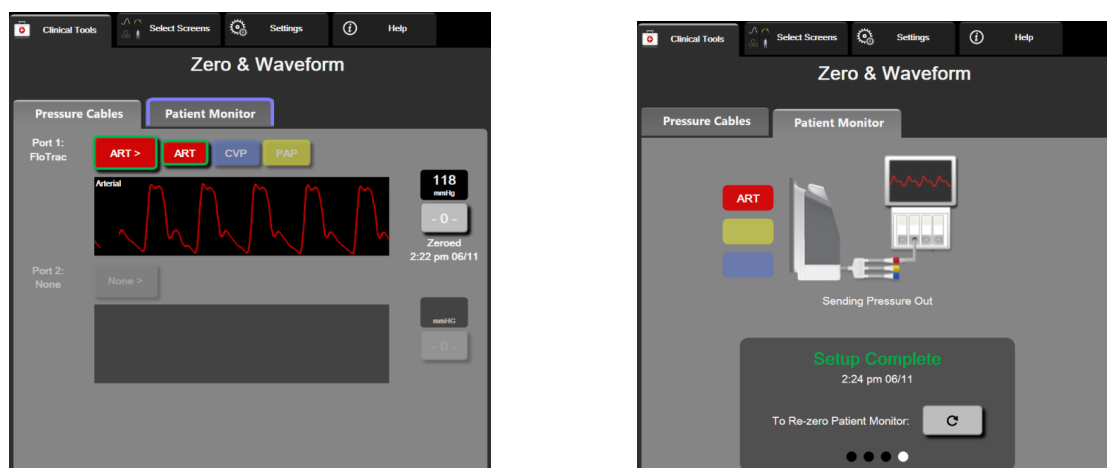 Clinical Tools Select Screens Settings Help
Zero & Waveform
Pressure Cables Patient Monitor
Port 1:
FloTrac
ART > ART CVP PAP
Arterial
118
mmHg
- 0 -
Zeroed
2:22 pm 06/11
Port 2:
None
None >
mmHG
- 0 -
Clinical Tools Select Screens Settings Help
Zero & Waveform
Pressure Cables Patient Monitor
ART
Sending Pressure Out
Setup Complete
2:24 pm 06/11
To Re-zero Patient Monitor: